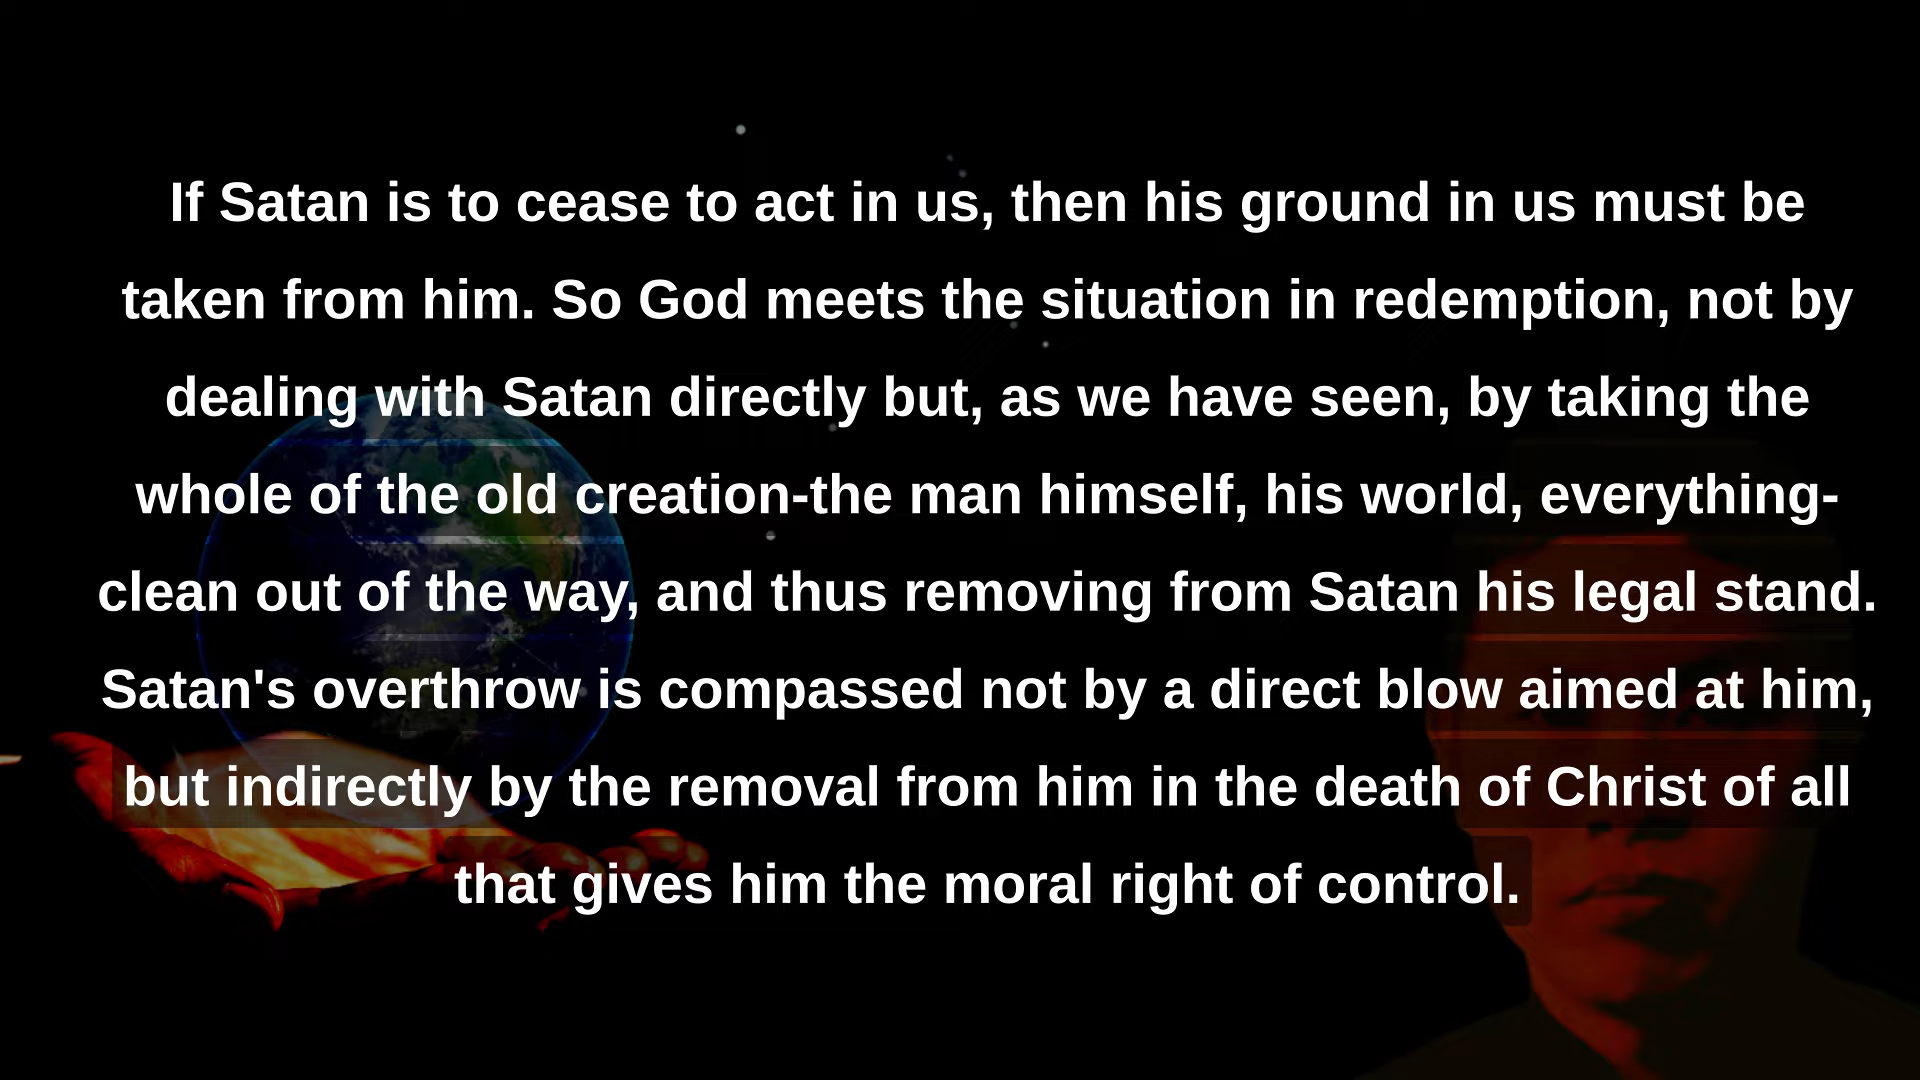 If Satan is to cease to act in us, then his ground in us must be
taken from him. So God meets the situation in redemption, not by
dealing with Satan directly but, as we have seen, by taking the
whole of the old creation-the man himself, his world, everything-
clean out of the way, and thus removing from Satan his legal stand.
Satan's overthrow is compassed not by a direct blow aimed at him,
but indirectly by the removal from him in the death of Christ of all
that gives him the moral right of control.